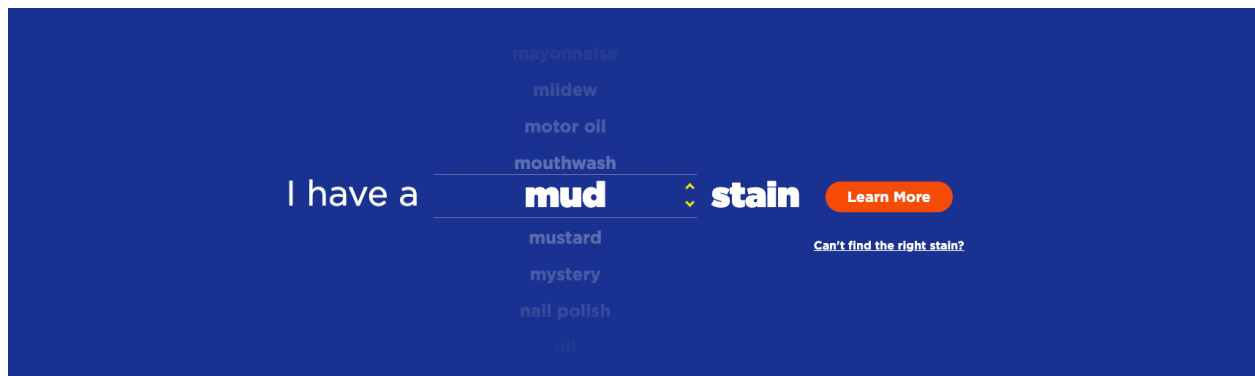 mayonnaise
mildew
motor oil
mouthwash
I have a mud stain Learn More
mustard
Can't find the right stain?
mystery
nail polish
oil